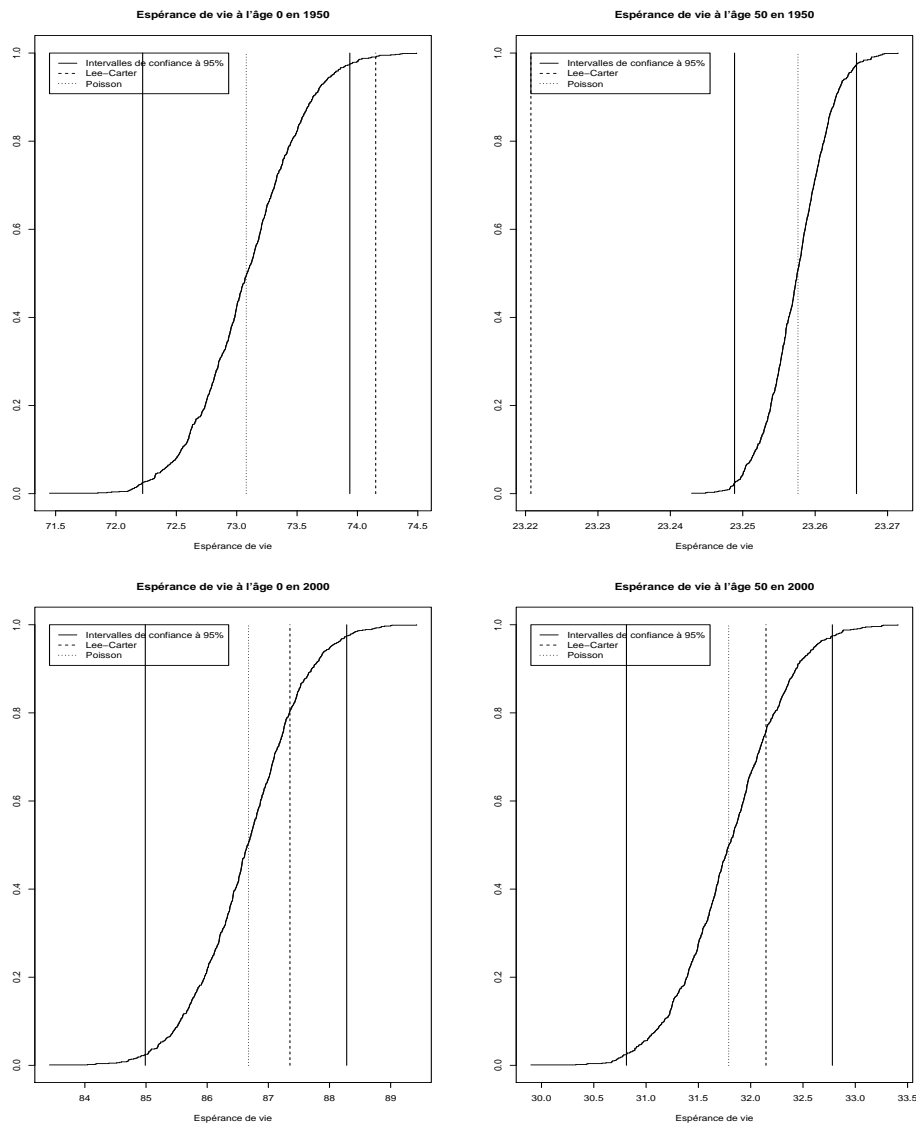 Espérance de vie à l'âge 0 en 1950
Intervalles de confiance à 95%
Lee−Carter
Poisson
1.0
0.8
0.6
0.4
0.2
0.0
71.5 72.0 72.5 73.0 73.5 74.0 74.5
Espérance de vie
Espérance de vie à l'âge 50 en 1950
Intervalles de confiance à 95%
Lee−Carter
Poisson
1.0
0.8
0.6
0.4
0.2
0.0
23.22 23.23 23.24 23.25 23.26 23.27
Espérance de vie
Espérance de vie à l'âge 0 en 2000
Intervalles de confiance à 95%
Lee−Carter
Poisson
1.0
0.8
0.6
0.4
0.2
0.0
84 85 86 87 88 89
Espérance de vie
Espérance de vie à l'âge 50 en 2000
Intervalles de confiance à 95%
Lee−Carter
Poisson
1.0
0.8
0.6
0.4
0.2
0.0
30.0 30.5 31.0 31.5 32.0 32.5 33.0 33.5
Espérance de vie